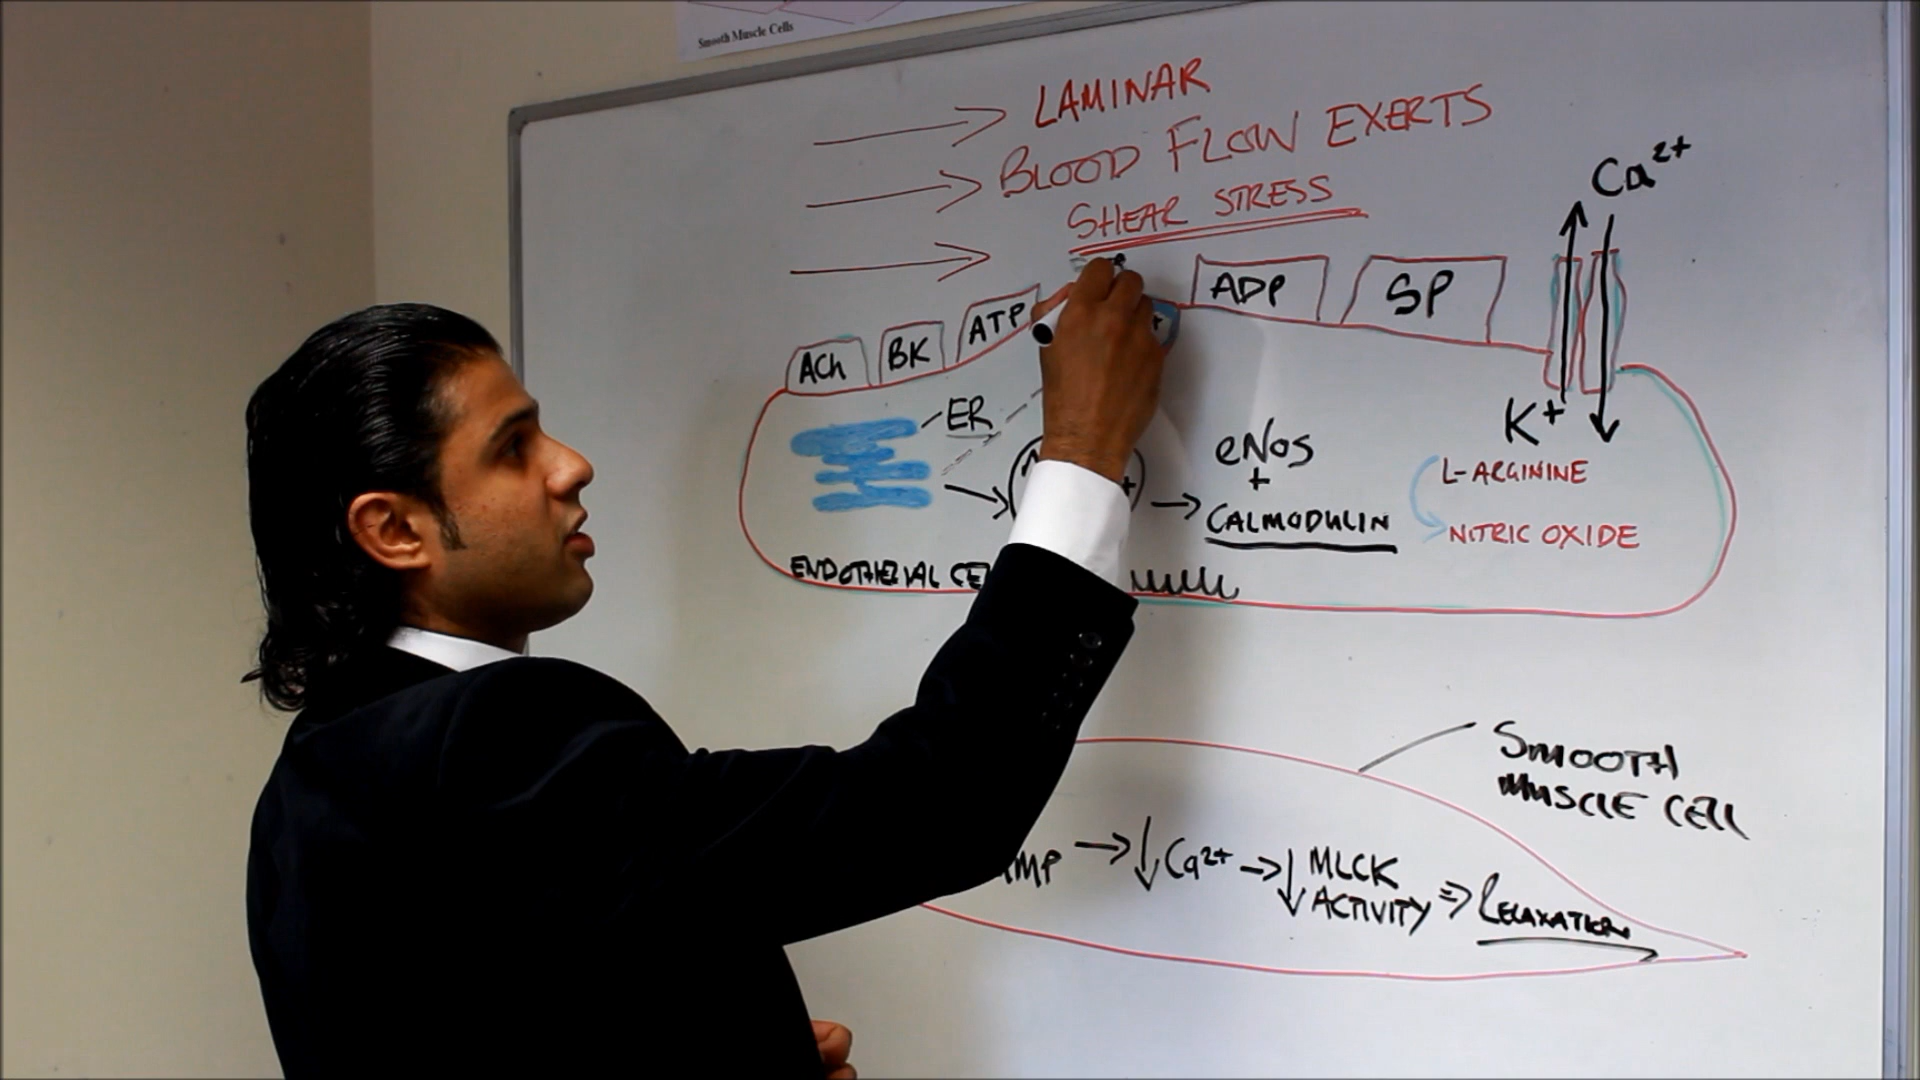 Smooth Muscle Cells
LAMINAR
BLOOD FLOW EXERTS
SHEAR STRESS
Ca²⁺
ACh
BK
ATP
ADP
SP
ER
K⁺
eNOS
+
CALMODULIN
L-ARGININE
NITRIC OXIDE
ENDOTHELIAL
SMOOTH
MUSCLE CELL
→ ↓ Ca²⁺ → ↓ MLCK
ACTIVITY ⇒ RELAXATION